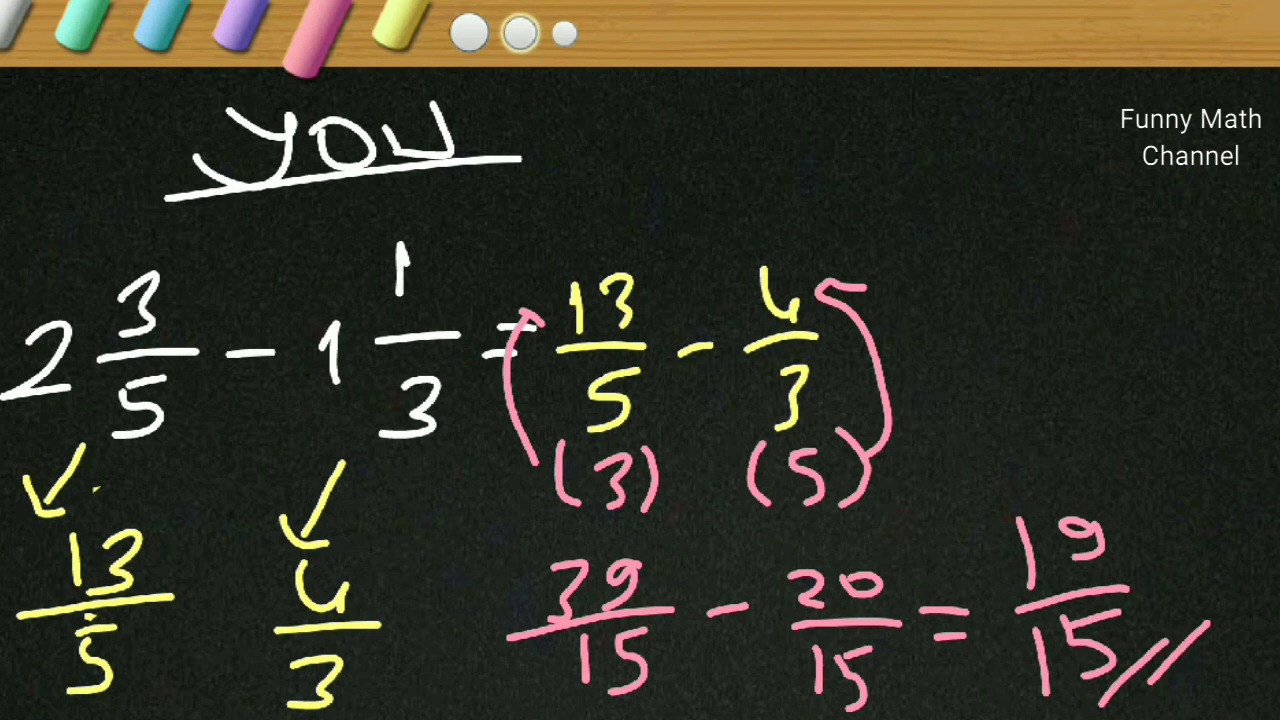 Funny Math
Channel
YOU
2 3/5 - 1 1/3 = 13/5 - 4/3
(3) (5)
13/5 4/3
39/15 - 20/15 = 19/15 //